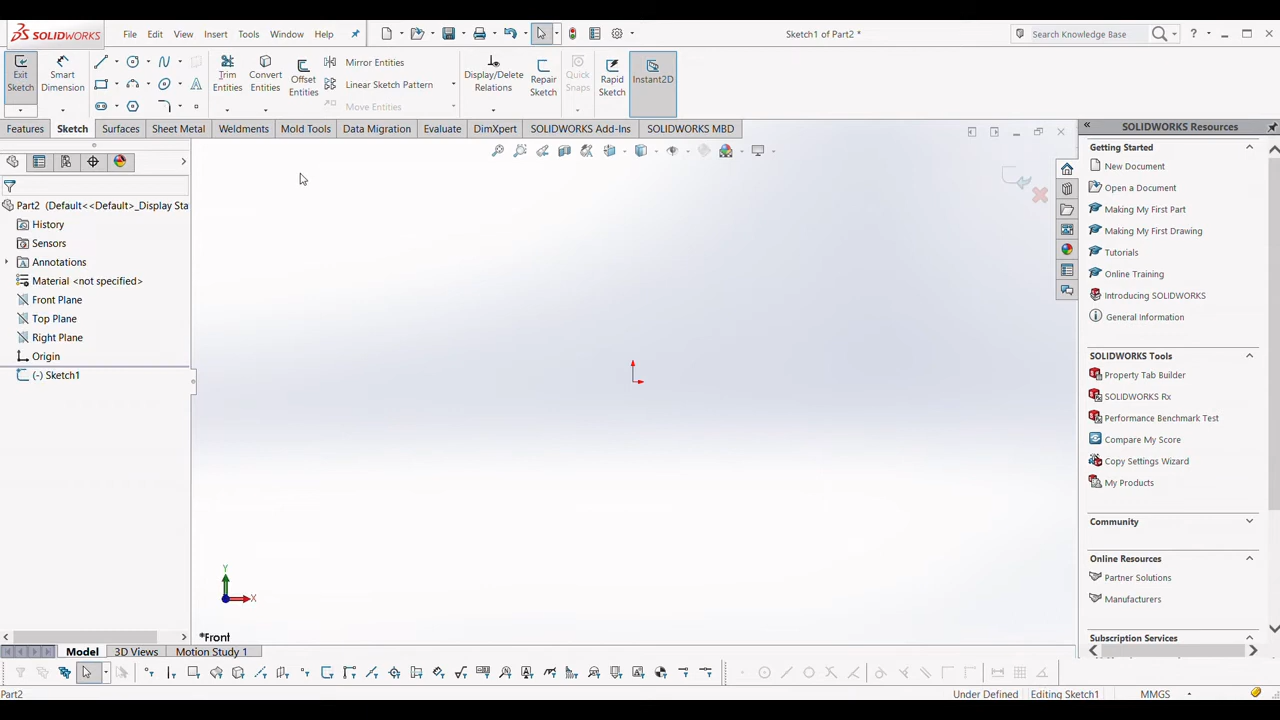 SOLIDWORKS File Edit View Insert Tools Window Help Sketch1 of Part2 * Search Knowledge Base ?
Exit Sketch
Smart Dimension
Trim Entities
Convert Entities
Offset Entities
Mirror Entities
Linear Sketch Pattern
Move Entities
Display/Delete Relations
Repair Sketch
Quick Snaps
Rapid Sketch
Instant2D
Features Sketch Surfaces Sheet Metal Weldments Mold Tools Data Migration Evaluate DimXpert SOLIDWORKS Add-Ins SOLIDWORKS MBD
Part2 (Default<<Default>_Display Sta
History
Sensors
Annotations
Material <not specified>
Front Plane
Top Plane
Right Plane
Origin
(-) Sketch1
Y
X
*Front
SOLIDWORKS Resources
Getting Started
New Document
Open a Document
Making My First Part
Making My First Drawing
Tutorials
Online Training
Introducing SOLIDWORKS
General Information
SOLIDWORKS Tools
Property Tab Builder
SOLIDWORKS Rx
Performance Benchmark Test
Compare My Score
Copy Settings Wizard
My Products
Community
Online Resources
Partner Solutions
Manufacturers
Subscription Services
Model 3D Views Motion Study 1
Part2 Under Defined Editing Sketch1 MMGS